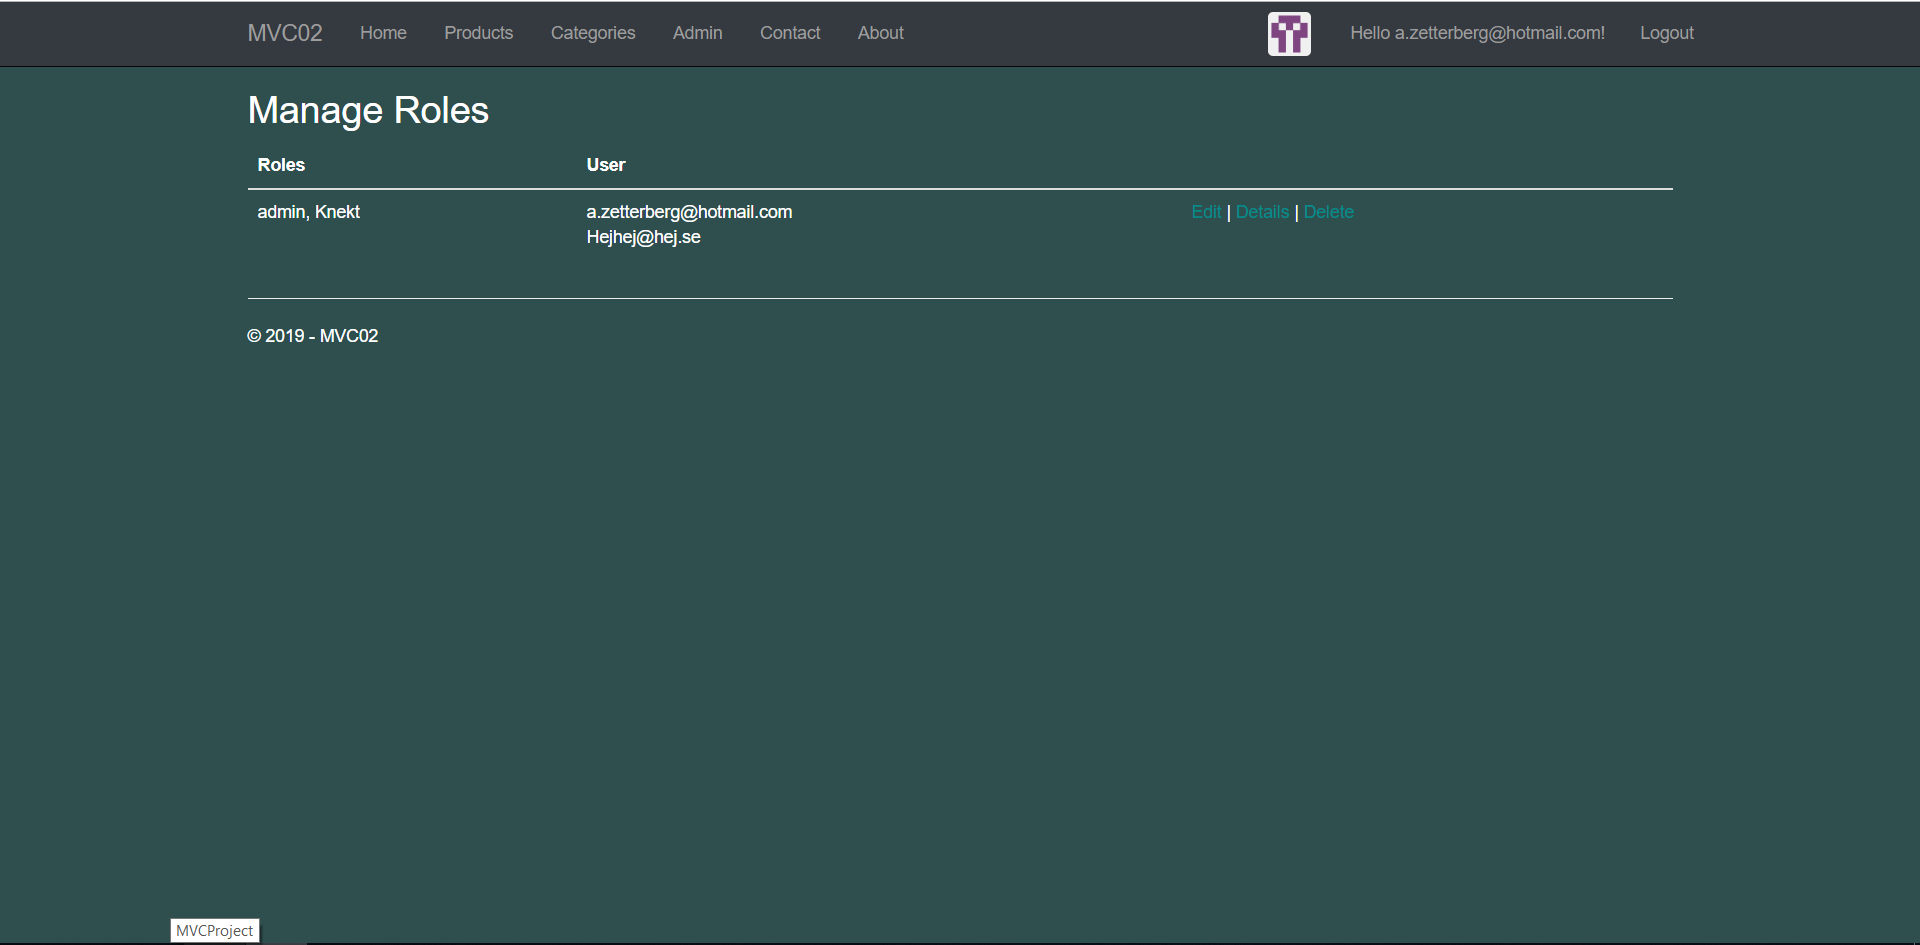 MVC02 Home Products Categories Admin Contact About Hello a.zetterberg@hotmail.com! Logout
Manage Roles
Roles User
admin, Knekt a.zetterberg@hotmail.com Edit | Details | Delete
Hejhej@hej.se
© 2019 - MVC02
MVCProject